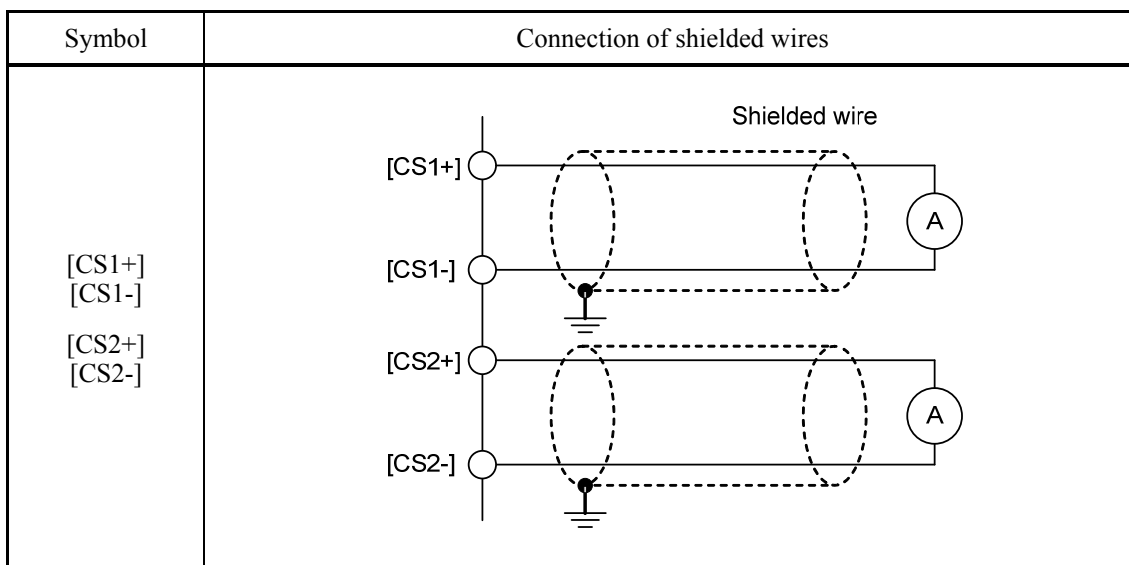 Symbol
Connection of shielded wires
[CS1+]
[CS1-]
[CS2+]
[CS2-]
Shielded wire
[CS1+]
A
[CS1-]
[CS2+]
A
[CS2-]